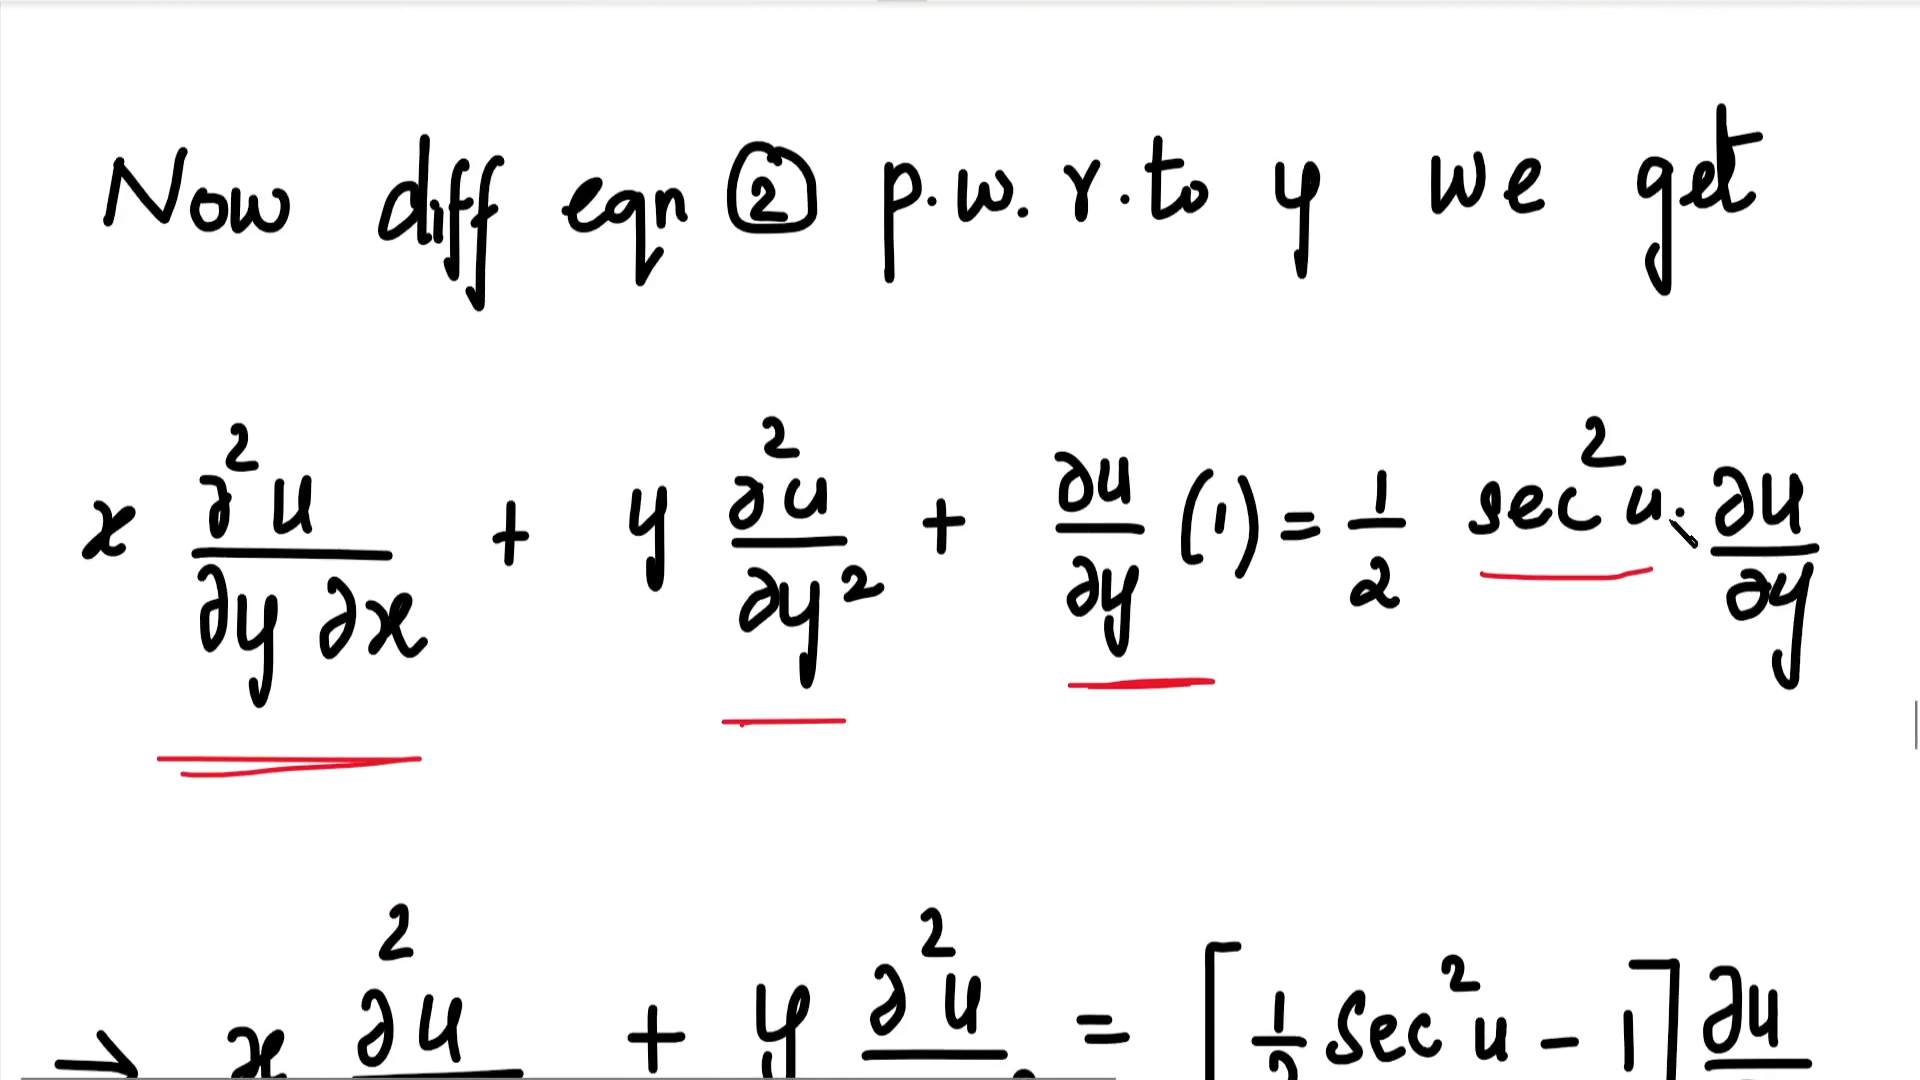 Now diff eqn ② p.w.r.to y we get
x ∂²u/∂y ∂x + y ∂²u/∂y² + ∂u/∂y (1) = 1/2 sec²u · ∂u/∂y
→ x ∂²u + y ∂²u = [1/2 sec²u - 1] ∂u